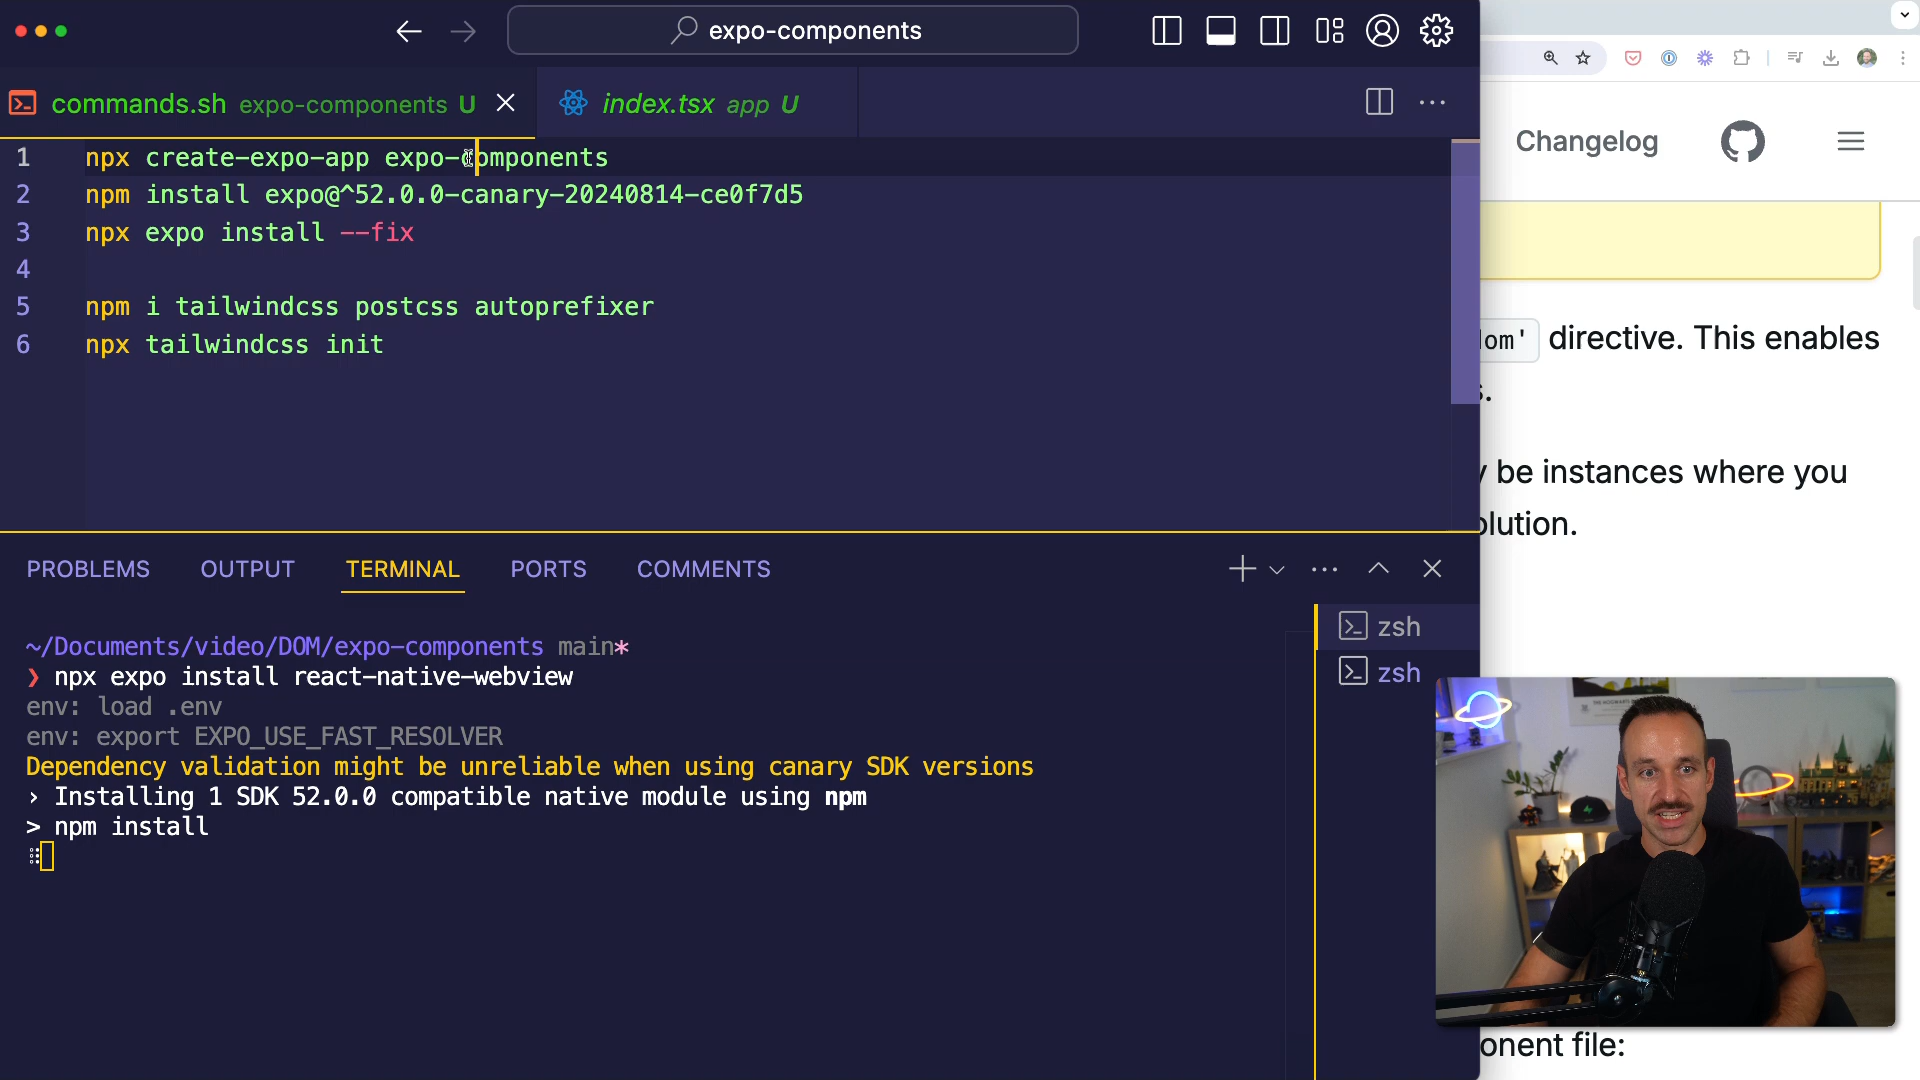 expo-components
commands.sh expo-components U
index.tsx app U
1 npx create-expo-app expo-components
2 npm install expo@^52.0.0-canary-20240814-ce0f7d5
3 npx expo install --fix
4
5 npm i tailwindcss postcss autoprefixer
6 npx tailwindcss init
PROBLEMS OUTPUT TERMINAL PORTS COMMENTS
~/Documents/video/DOM/expo-components main*
❯ npx expo install react-native-webview
env: load .env
env: export EXPO_USE_FAST_RESOLVER
Dependency validation might be unreliable when using canary SDK versions
› Installing 1 SDK 52.0.0 compatible native module using npm
> npm install
zsh
zsh
Changelog
directive. This enables
be instances where you
onent file: